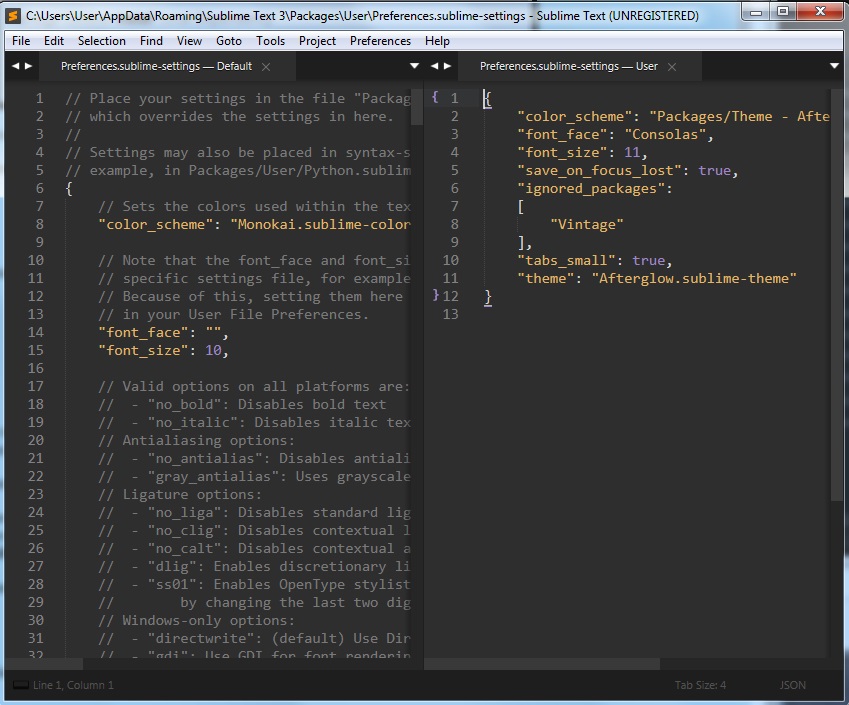 C:\Users\User\AppData\Roaming\Sublime Text 3\Packages\User\Preferences.sublime-settings - Sublime Text (UNREGISTERED)
File Edit Selection Find View Goto Tools Project Preferences Help
Preferences.sublime-settings — Default
1 // Place your settings in the file "Packag
2 // which overrides the settings in here.
3 //
4 // Settings may also be placed in syntax-s
5 // example, in Packages/User/Python.sublim
6 {
7 // Sets the colors used within the tex
8 "color_scheme": "Monokai.sublime-color
9
10 // Note that the font_face and font_si
11 // specific settings file, for example
12 // Because of this, setting them here
13 // in your User File Preferences.
14 "font_face": "",
15 "font_size": 10,
16
17 // Valid options on all platforms are:
18 //  - "no_bold": Disables bold text
19 //  - "no_italic": Disables italic tex
20 // Antialiasing options:
21 //  - "no_antialias": Disables antiali
22 //  - "gray_antialias": Uses grayscale
23 // Ligature options:
24 //  - "no_liga": Disables standard lig
25 //  - "no_clig": Disables contextual l
26 //  - "no_calt": Disables contextual a
27 //  - "dlig": Enables discretionary li
28 //  - "ss01": Enables OpenType stylist
29 //        by changing the last two dig
30 // Windows-only options:
31 //  - "directwrite": (default) Use Dir
32 //  - "gdi": Use GDI for font renderin
Preferences.sublime-settings — User
{ 1 {
2 "color_scheme": "Packages/Theme - Afte
3 "font_face": "Consolas",
4 "font_size": 11,
5 "save_on_focus_lost": true,
6 "ignored_packages":
7 [
8 "Vintage"
9 ],
10 "tabs_small": true,
11 "theme": "Afterglow.sublime-theme"
} 12 }
13
Line 1, Column 1 Tab Size: 4 JSON